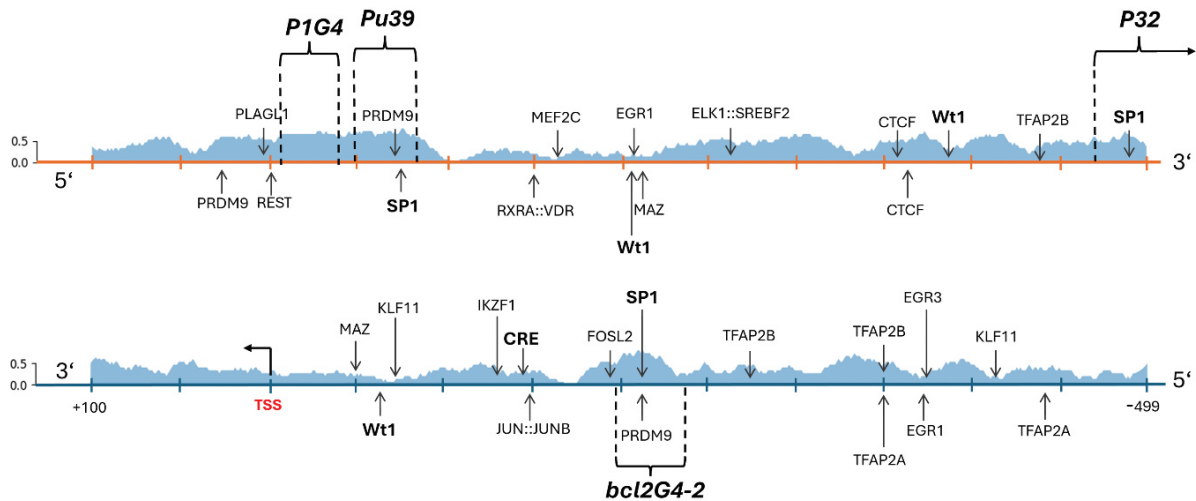 P1G4 Pu39 P32
PLAGL1 PRDM9 MEF2C EGR1 ELK1::SREBF2 CTCF Wt1 TFAP2B SP1
0.5
0.0
5‘ 3‘
PRDM9 REST SP1 RXRA::VDR MAZ CTCF
Wt1
SP1 EGR3
KLF11 IKZF1
MAZ CRE FOSL2 TFAP2B TFAP2B KLF11
0.5
0.0
3‘ 5‘
+100 TSS −499
Wt1 JUN::JUNB PRDM9 EGR1 TFAP2A
TFAP2A
bcl2G4-2